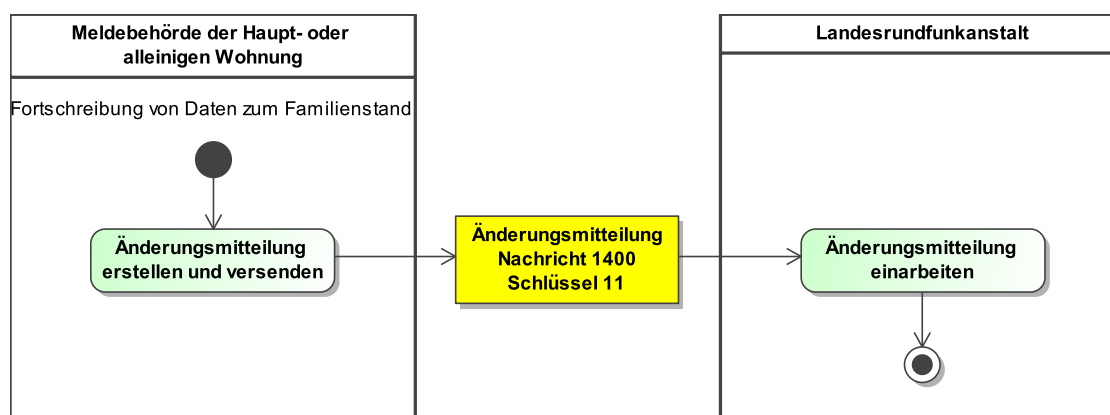 Meldebehörde der Haupt- oder
alleinigen Wohnung
Landesrundfunkanstalt
Fortschreibung von Daten zum Familienstand
Änderungsmitteilung
erstellen und versenden
Änderungsmitteilung
Nachricht 1400
Schlüssel 11
Änderungsmitteilung
einarbeiten